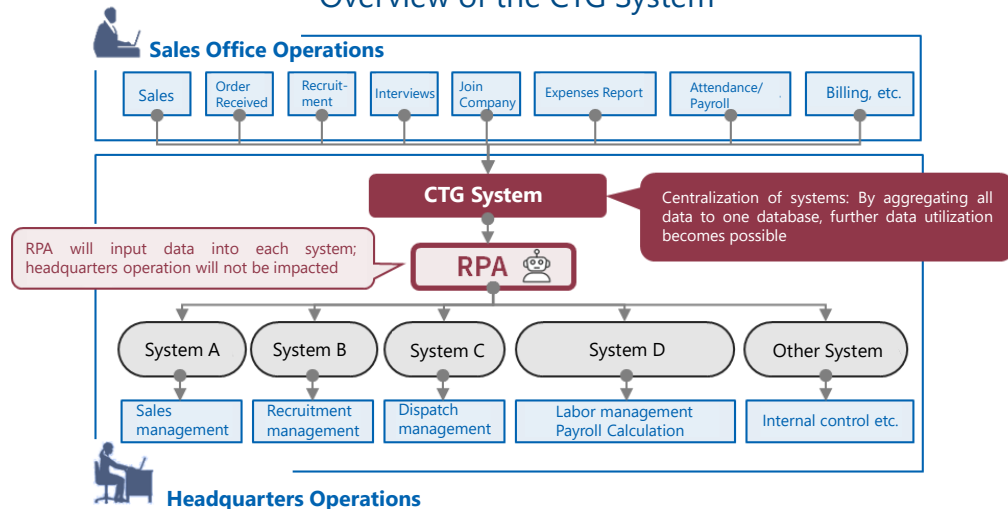 Overview of the CTG System
Sales Office Operations
Sales
Order
Received
Recruit-
ment
Interviews
Join
Company
Expenses Report
Attendance/
Payroll
Billing, etc.
CTG System
Centralization of systems: By aggregating all
data to one database, further data utilization
becomes possible
RPA will input data into each system;
headquarters operation will not be impacted
RPA
System A
System B
System C
System D
Other System
Sales
management
Recruitment
management
Dispatch
management
Labor management
Payroll Calculation
Internal control etc.
Headquarters Operations